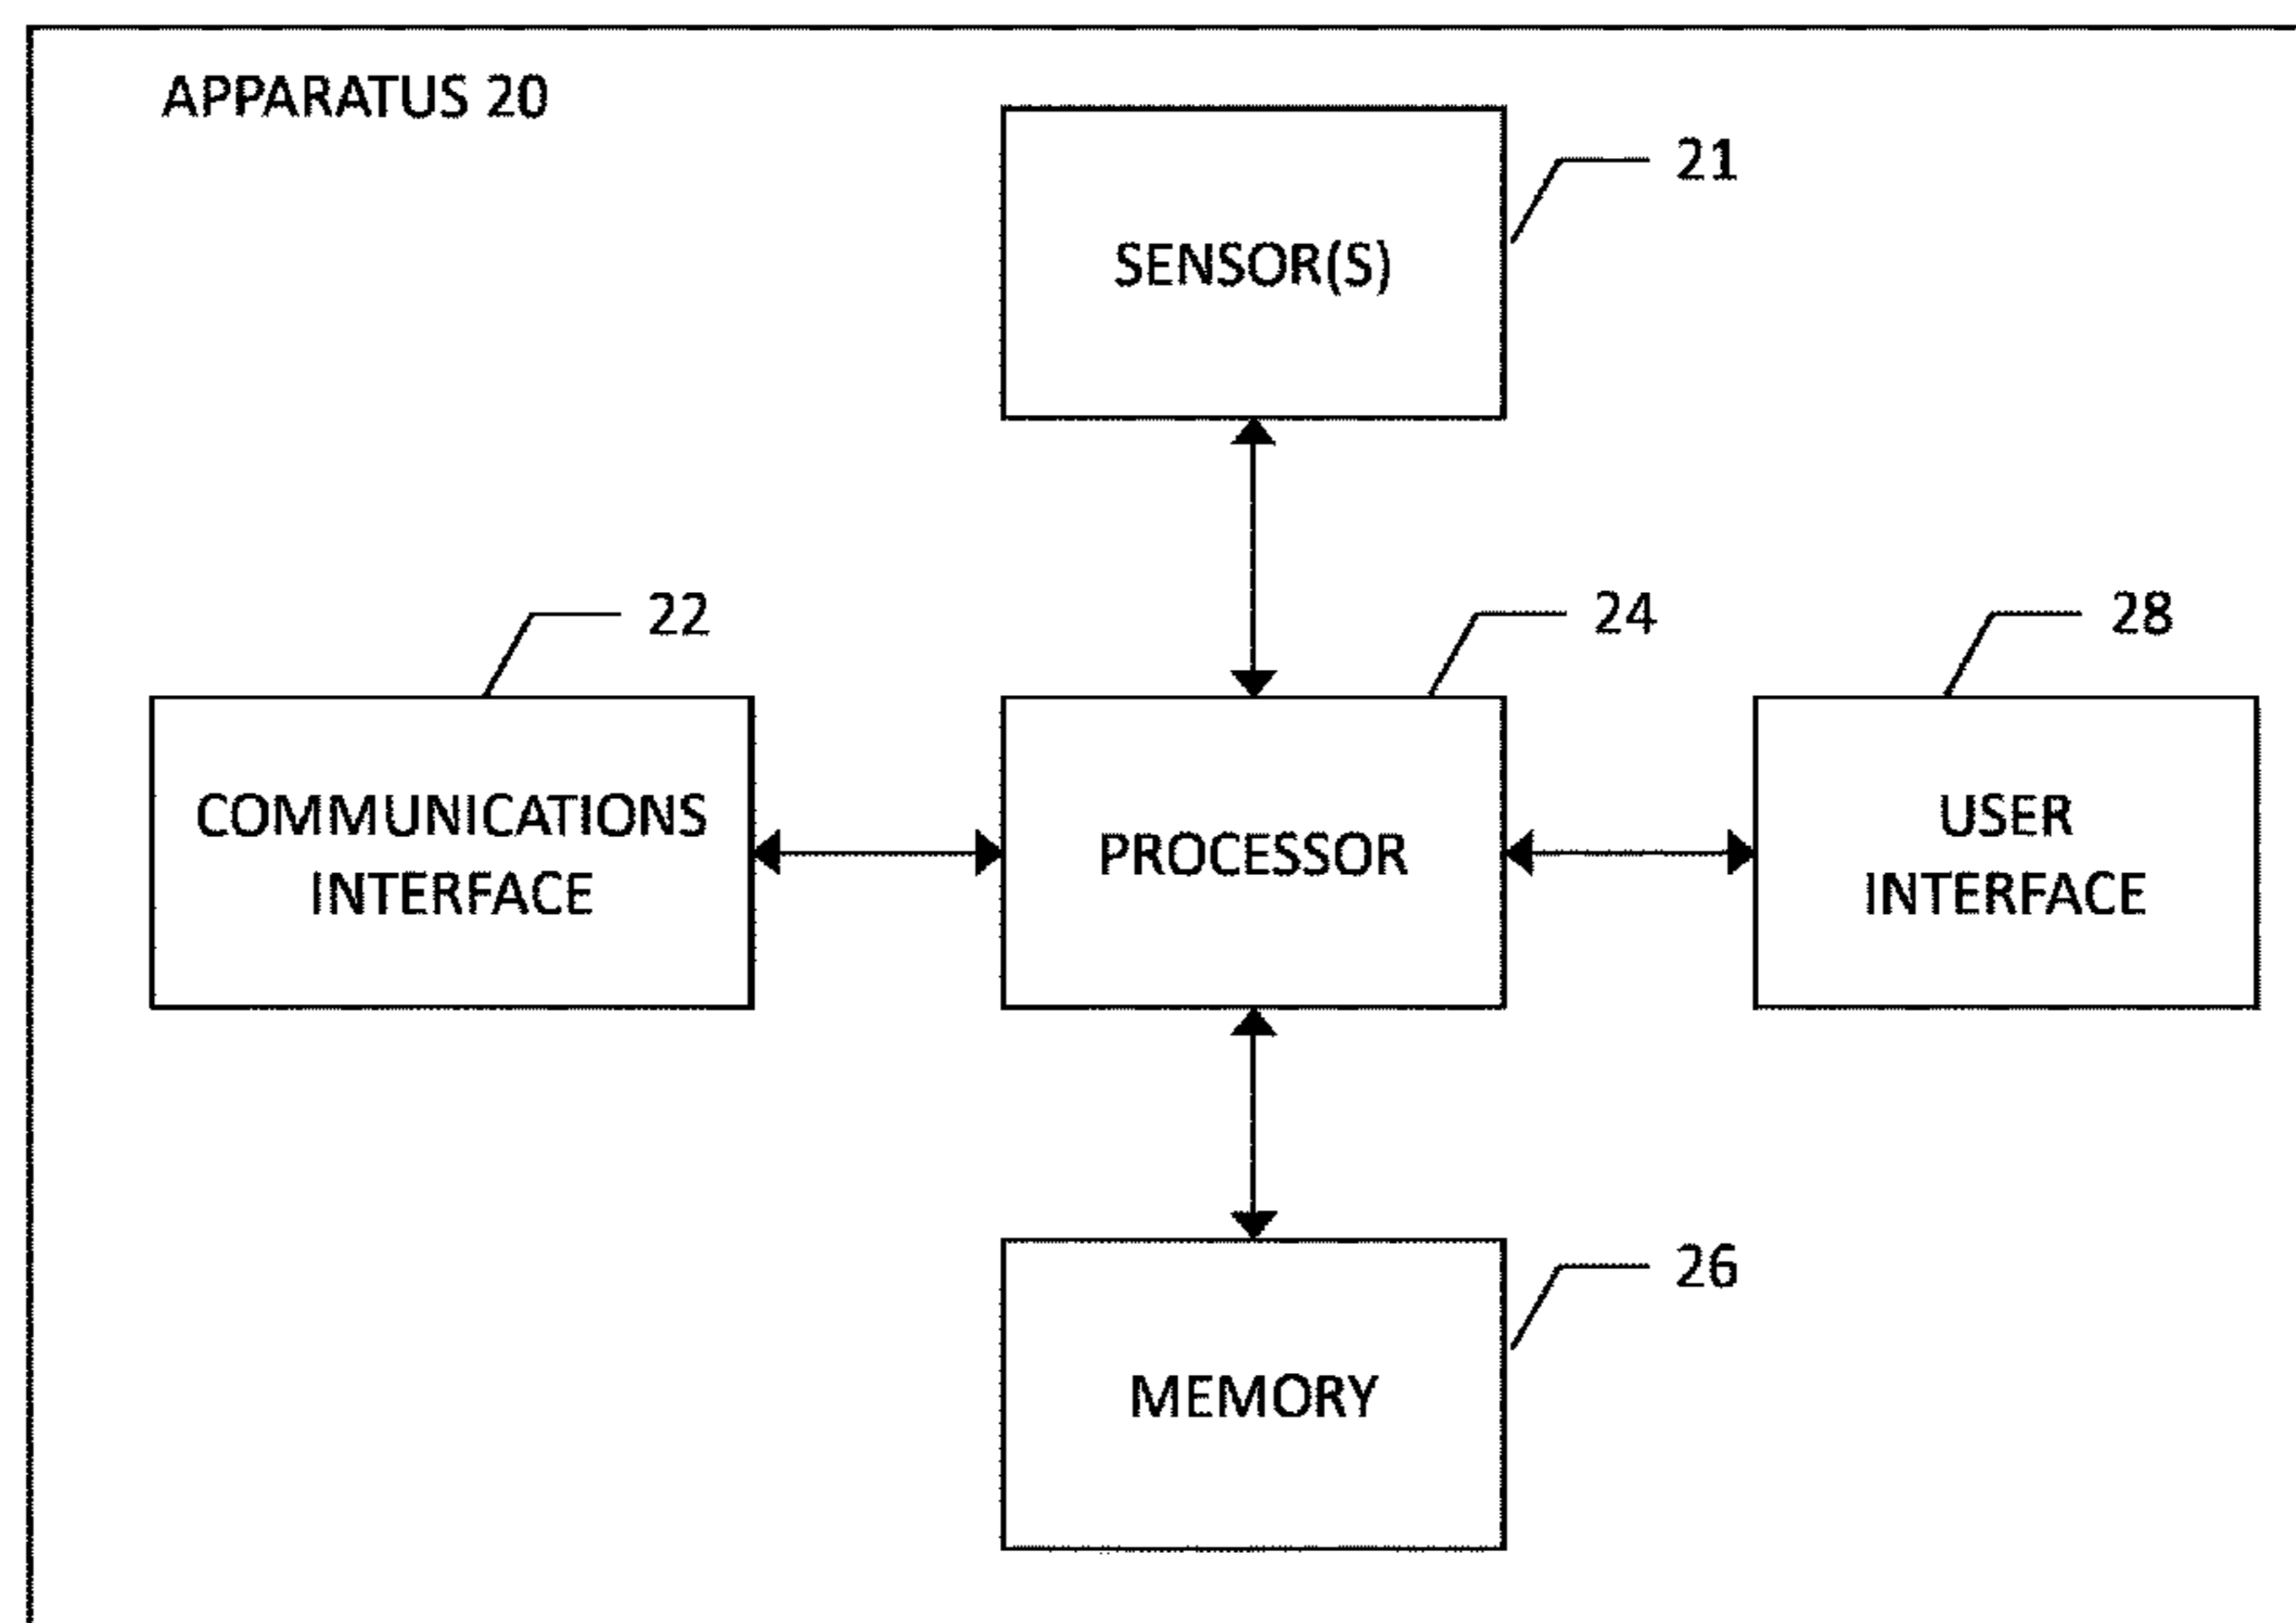 APPARATUS 20
21
SENSOR(S)
22
24
28
COMMUNICATIONS
INTERFACE
PROCESSOR
USER
INTERFACE
26
MEMORY